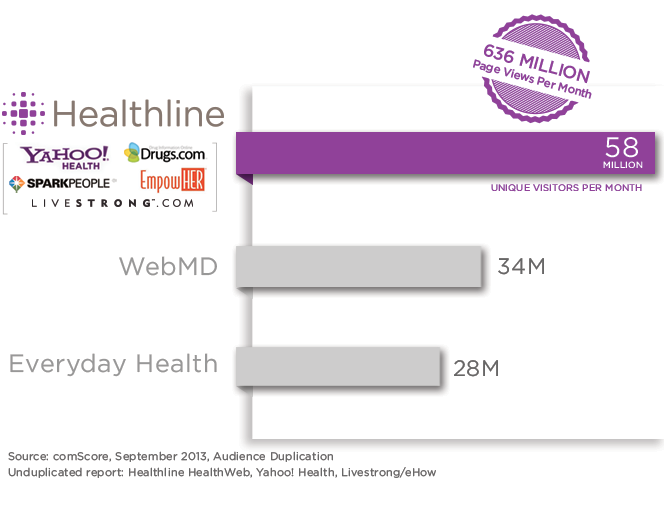 636 MILLION
Page Views Per Month
Healthline
YAHOO!
HEALTH
Drugs.com
SPARKPEOPLE®
EmpowHER
LIVESTRONG™.COM
58
MILLION
UNIQUE VISITORS PER MONTH
WebMD
34M
Everyday Health
28M
Source: comScore, September 2013, Audience Duplication
Unduplicated report: Healthline HealthWeb, Yahoo! Health, Livestrong/eHow